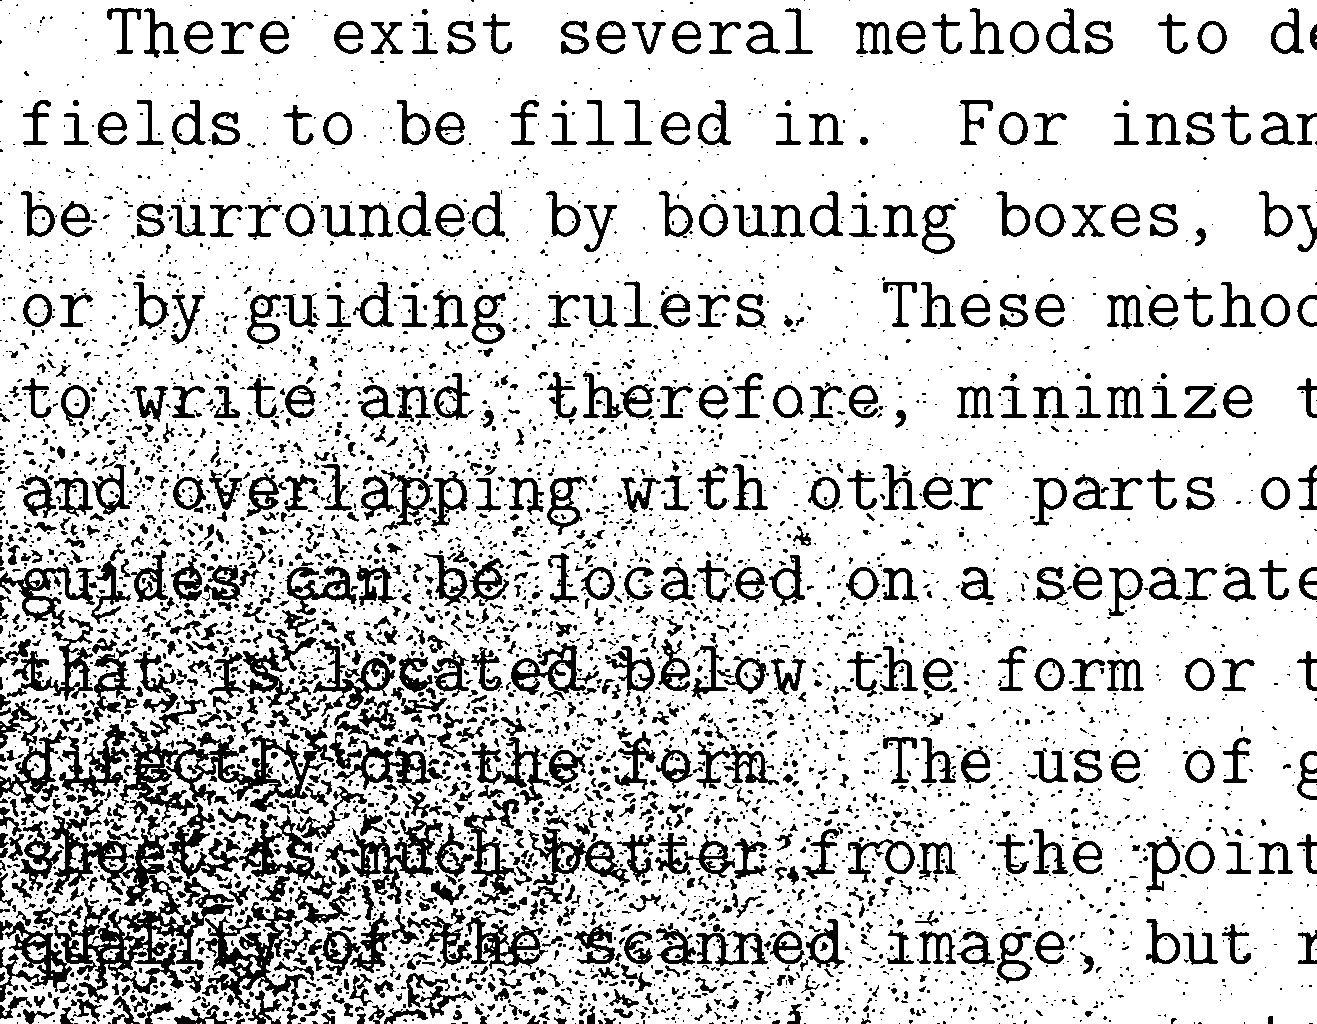 There exist several methods to de
fields to be filled in. For instan
be surrounded by bounding boxes, by
or by guiding rulers. These method
to write and, therefore, minimize t
and overlapping with other parts of
guides can be located on a separate
that is located below the form or t
directly on the form. The use of g
sheet is much better from the point
quality of the scanned image, but r